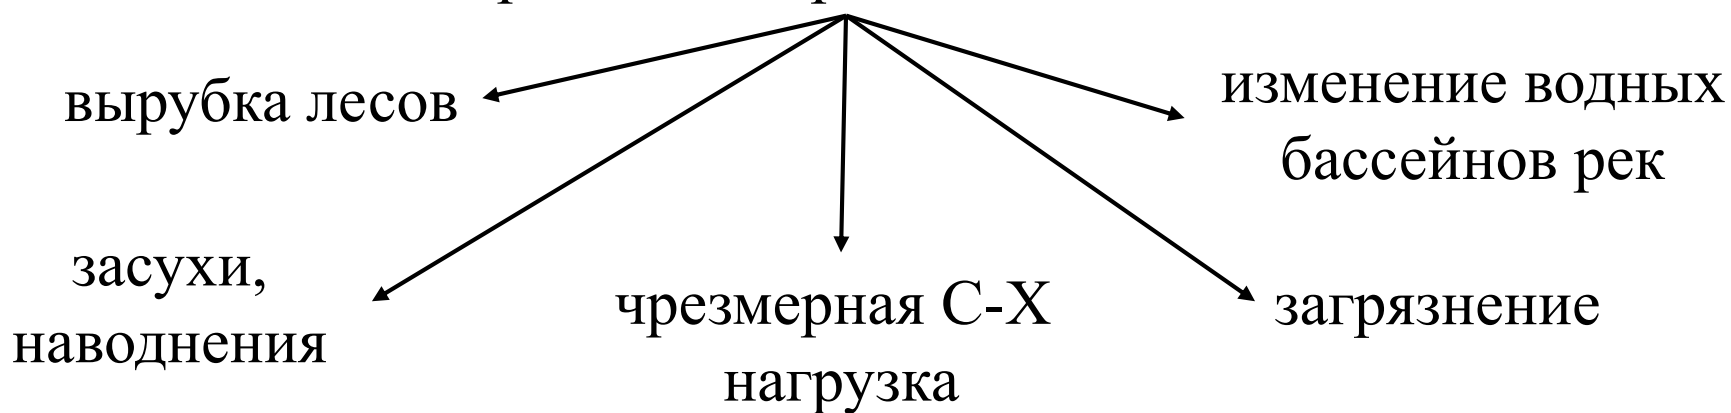 вырубка лесов
изменение водных
бассейнов рек
засухи,
наводнения
чрезмерная С-Х
нагрузка
загрязнение